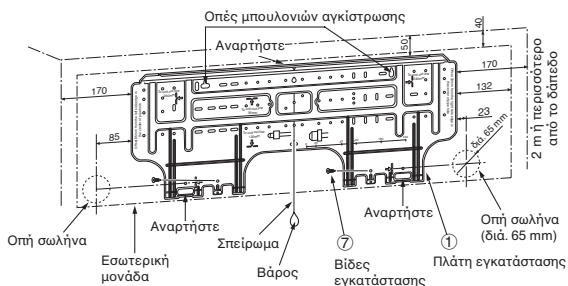 Οπές μπουλονιών αγκίστρωσης
Αναρτήστε
40
50
170
170
132
2 m ή περισσότερο
από το δάπεδο
85
23
διά. 65 mm
Αναρτήστε
Αναρτήστε
Οπή σωλήνα
Σπείρωμα
Οπή σωλήνα
(διά. 65 mm)
Εσωτερική
μονάδα
Βάρος
7
Βίδες
εγκατάστασης
1
Πλάτη εγκατάστασης